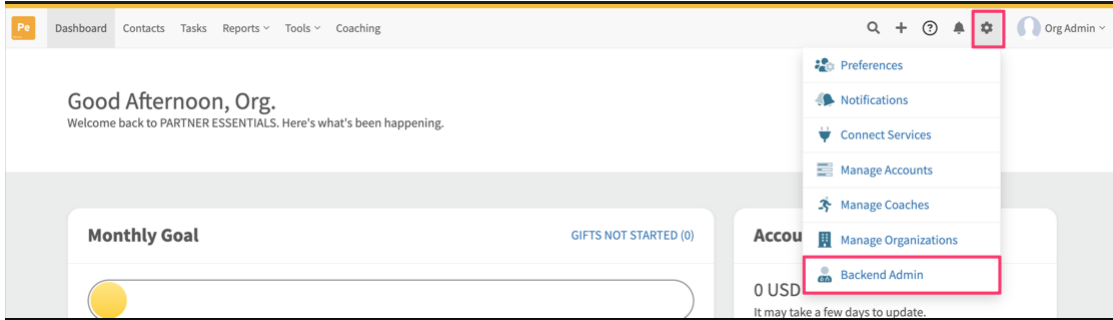 Pe
Dashboard Contacts Tasks Reports Tools Coaching Org Admin
Preferences
Good Afternoon, Org.
Notifications
Welcome back to PARTNER ESSENTIALS. Here's what's been happening.
Connect Services
Manage Accounts
Manage Coaches
Monthly Goal GIFTS NOT STARTED (0) Accou
Manage Organizations
Backend Admin
0 USD
It may take a few days to update.